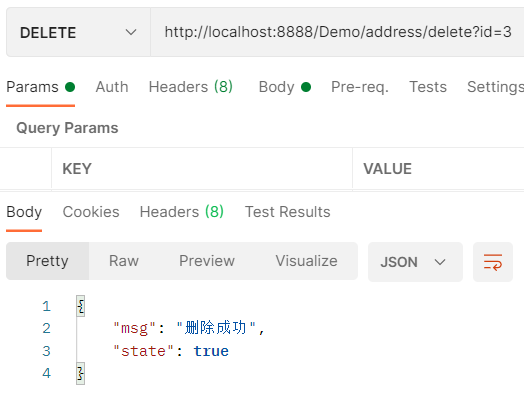 DELETE http://localhost:8888/Demo/address/delete?id=3
Params Auth Headers (8) Body Pre-req. Tests Settings
Query Params
KEY VALUE
Body Cookies Headers (8) Test Results
Pretty Raw Preview Visualize JSON
1 {
2 "msg": "删除成功",
3 "state": true
4 }